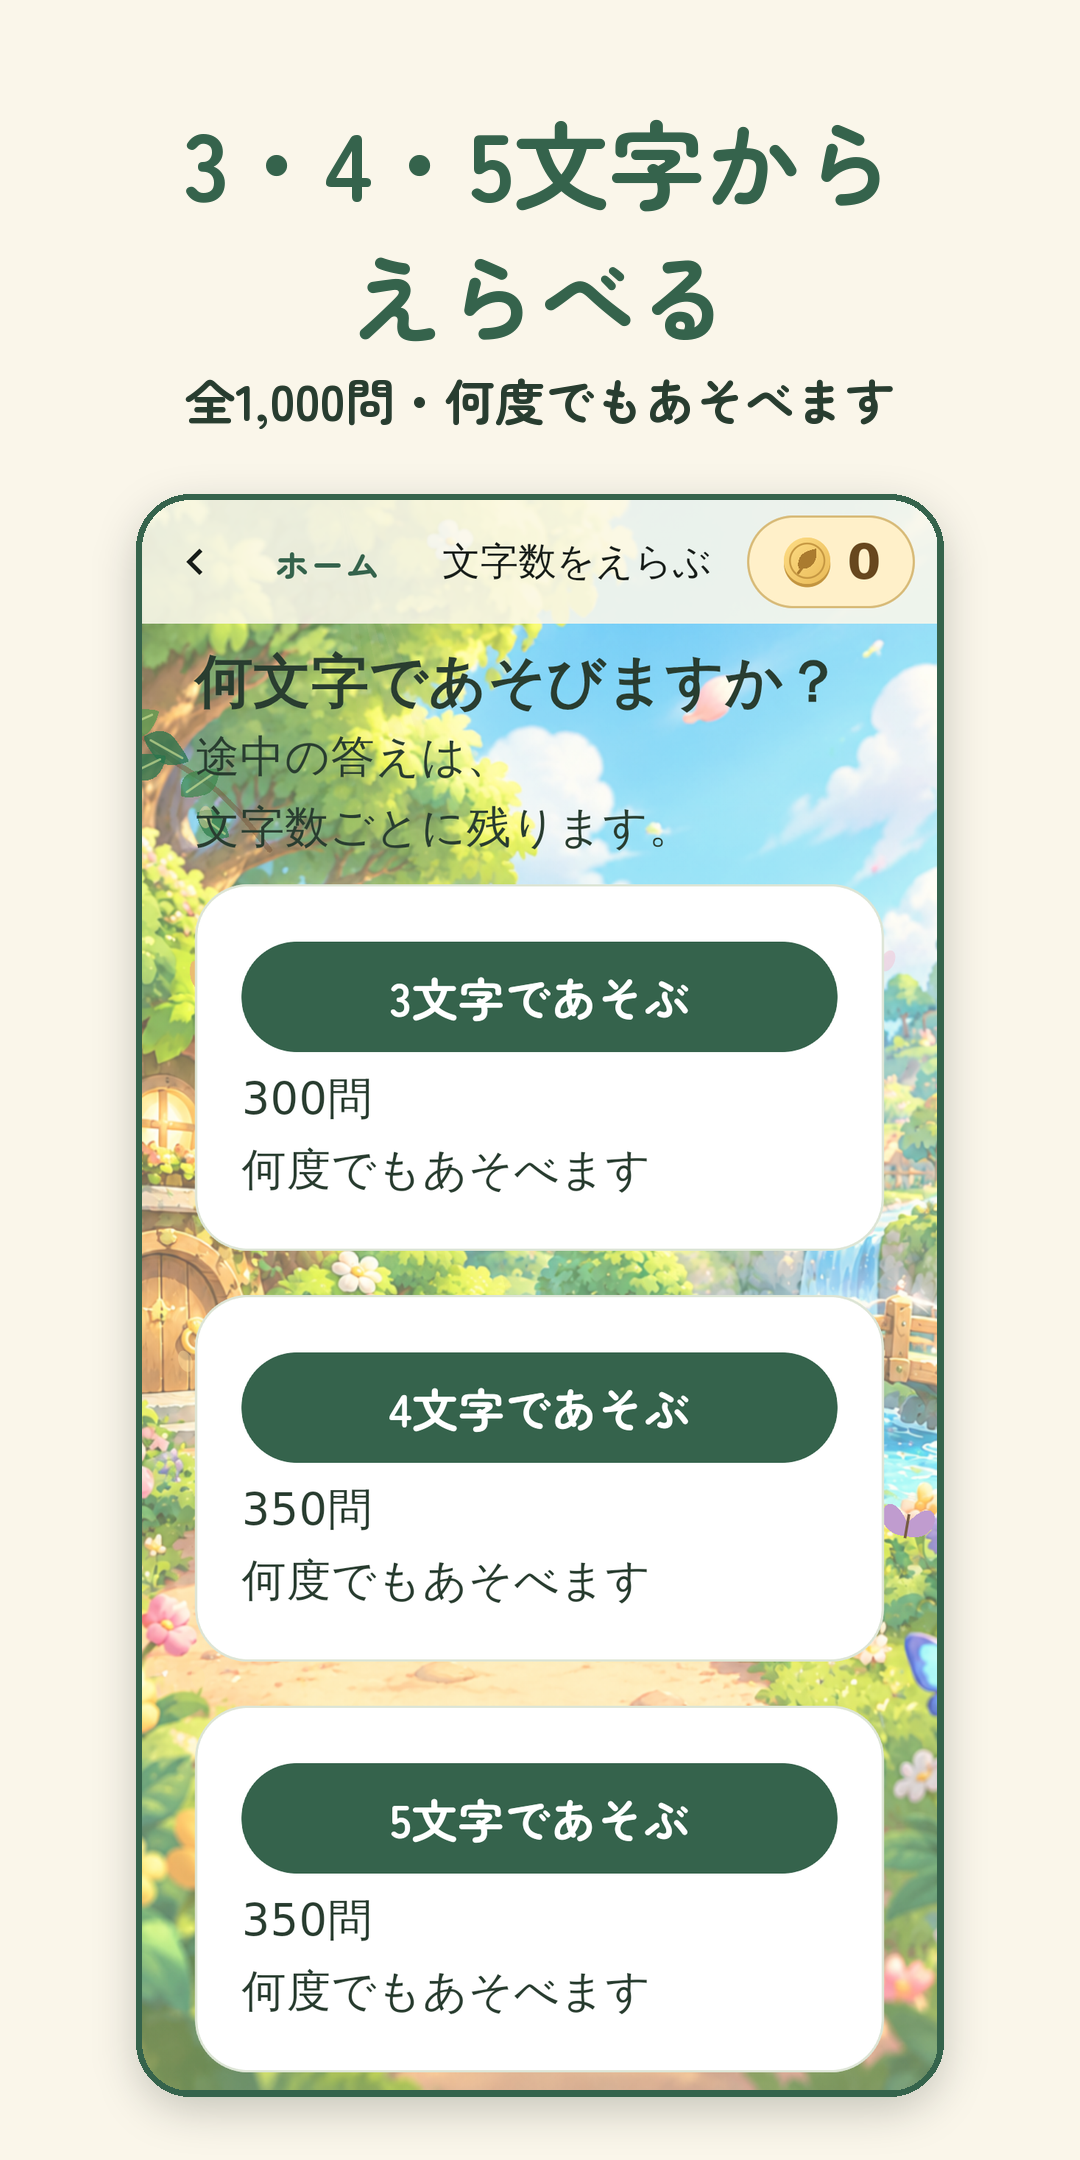 3・4・5文字から
えらべる
全1,000問・何度でもあそべます
ホーム 文字数をえらぶ 0
何文字であそびますか？
途中の答えは、
文字数ごとに残ります。
3文字であそぶ
300問
何度でもあそべます
4文字であそぶ
350問
何度でもあそべます
5文字であそぶ
350問
何度でもあそべます